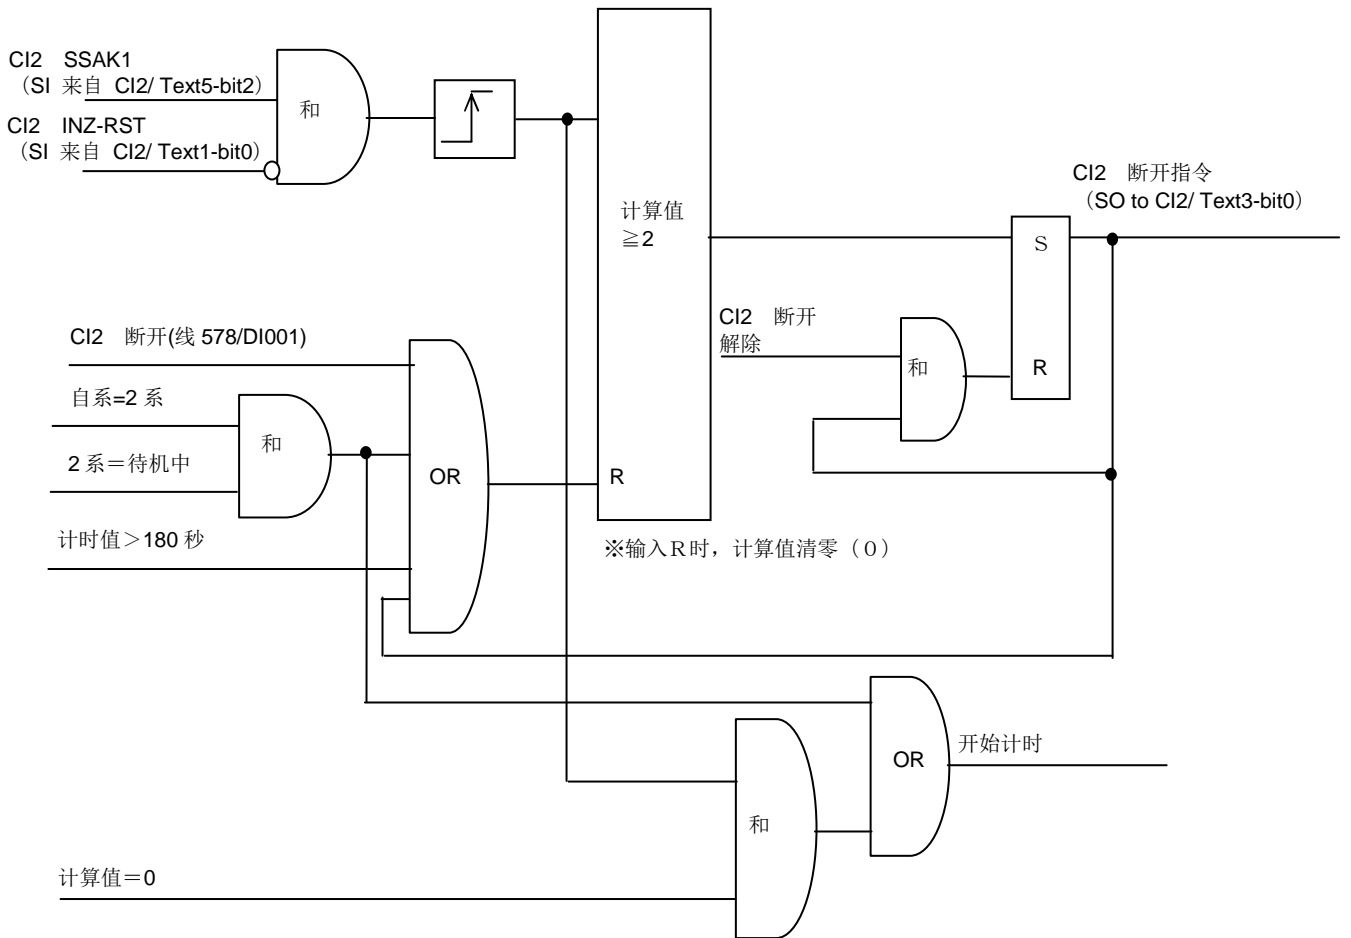 CI2 SSAK1
（SI 来自 CI2/ Text5-bit2）
和
CI2 INZ-RST
（SI 来自 CI2/ Text1-bit0）
计算值
≧2
CI2 断开指令
（SO to CI2/ Text3-bit0）
S
CI2 断开
解除
和
R
CI2 断开(线 578/DI001)
自系=2 系
和
2 系＝待机中
OR
R
计时值＞180 秒
※输入Ｒ时，计算值清零（0）
开始计时
OR
和
计算值＝0